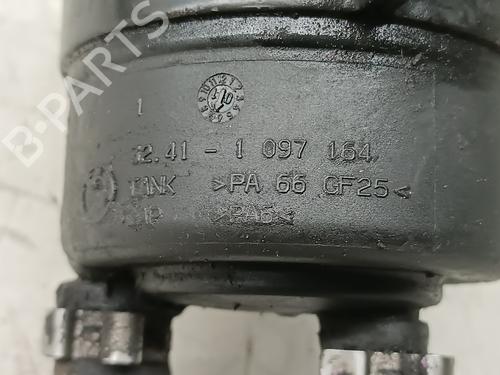 B-PARTS
1
32.41 - 1 097 164
TANK >PA 66 GF25<
>PA6<